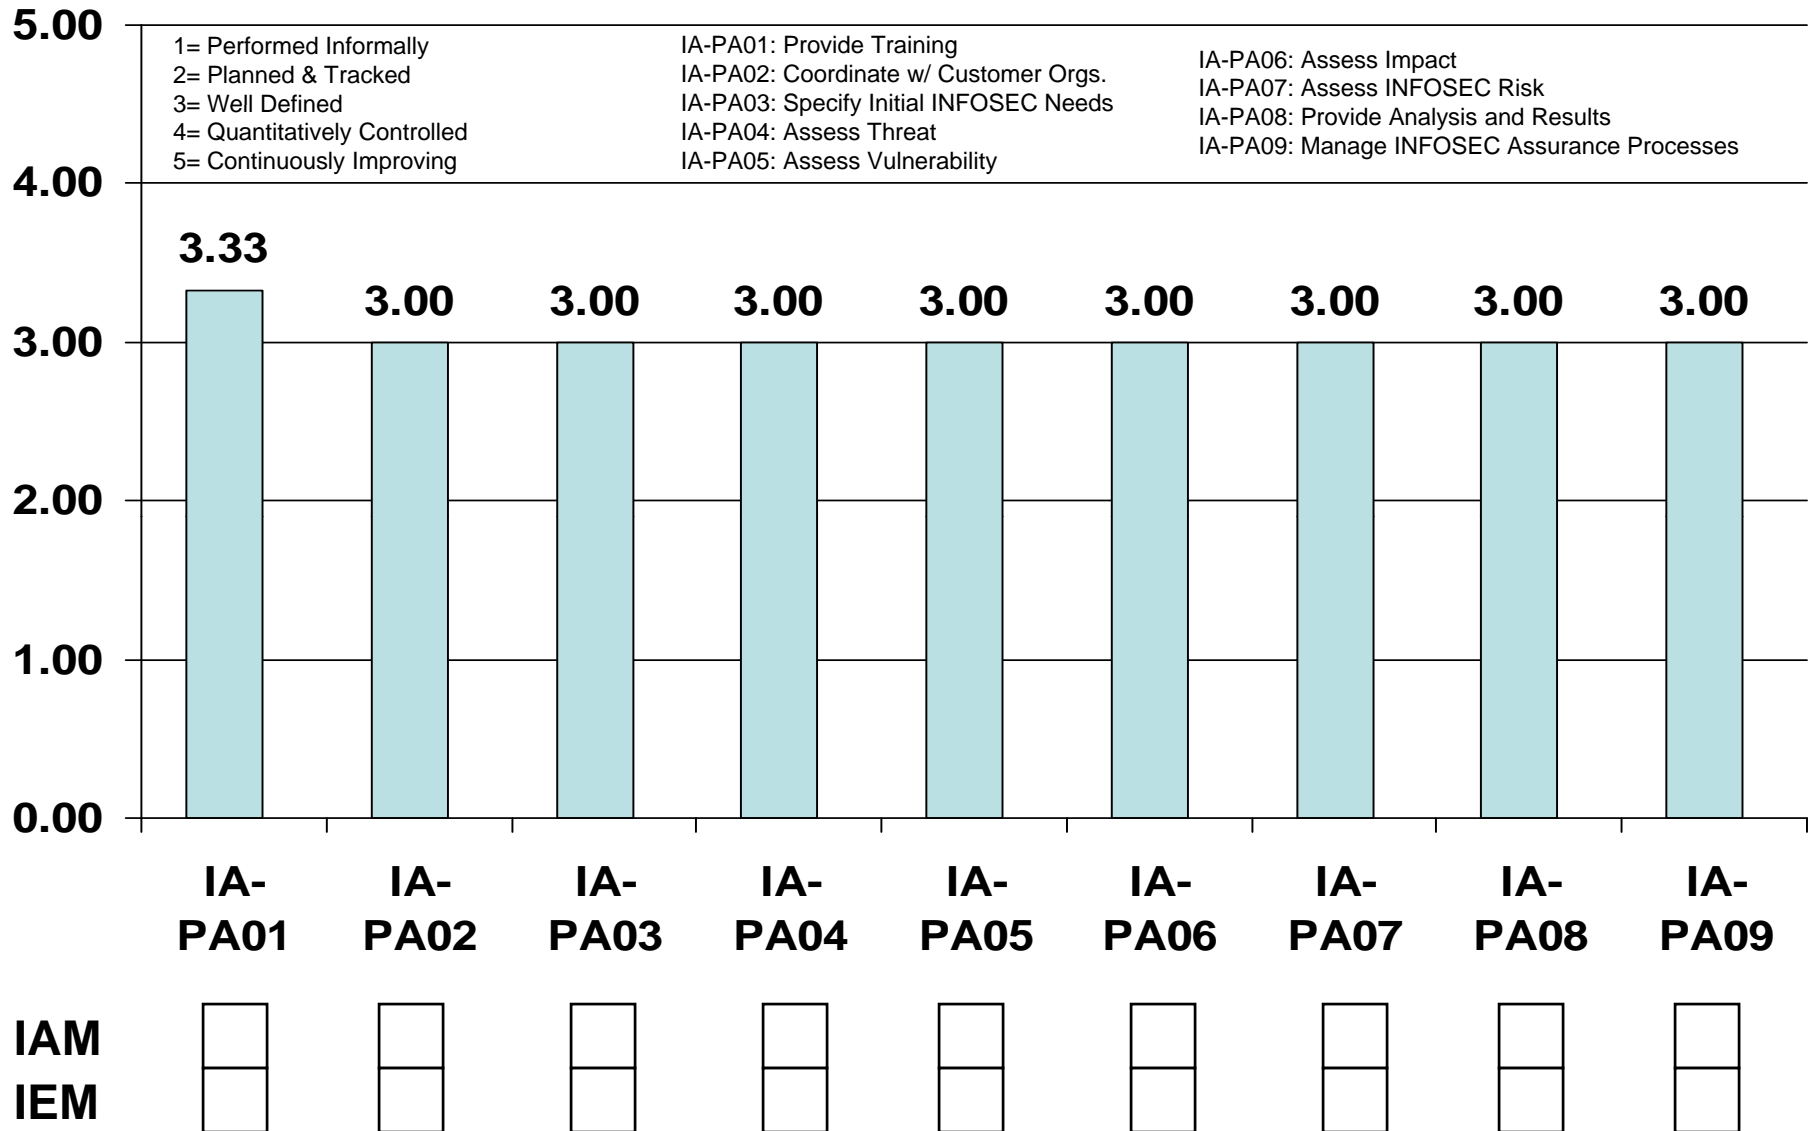 5.00
1= Performed Informally
2= Planned & Tracked
3= Well Defined
4= Quantitatively Controlled
5= Continuously Improving
IA-PA01: Provide Training
IA-PA02: Coordinate w/ Customer Orgs.
IA-PA03: Specify Initial INFOSEC Needs
IA-PA04: Assess Threat
IA-PA05: Assess Vulnerability
IA-PA06: Assess Impact
IA-PA07: Assess INFOSEC Risk
IA-PA08: Provide Analysis and Results
IA-PA09: Manage INFOSEC Assurance Processes
4.00
3.33
3.00 3.00 3.00 3.00 3.00 3.00 3.00 3.00
3.00
2.00
1.00
0.00
IA- IA- IA- IA- IA- IA- IA- IA- IA-
PA01 PA02 PA03 PA04 PA05 PA06 PA07 PA08 PA09
IAM
IEM